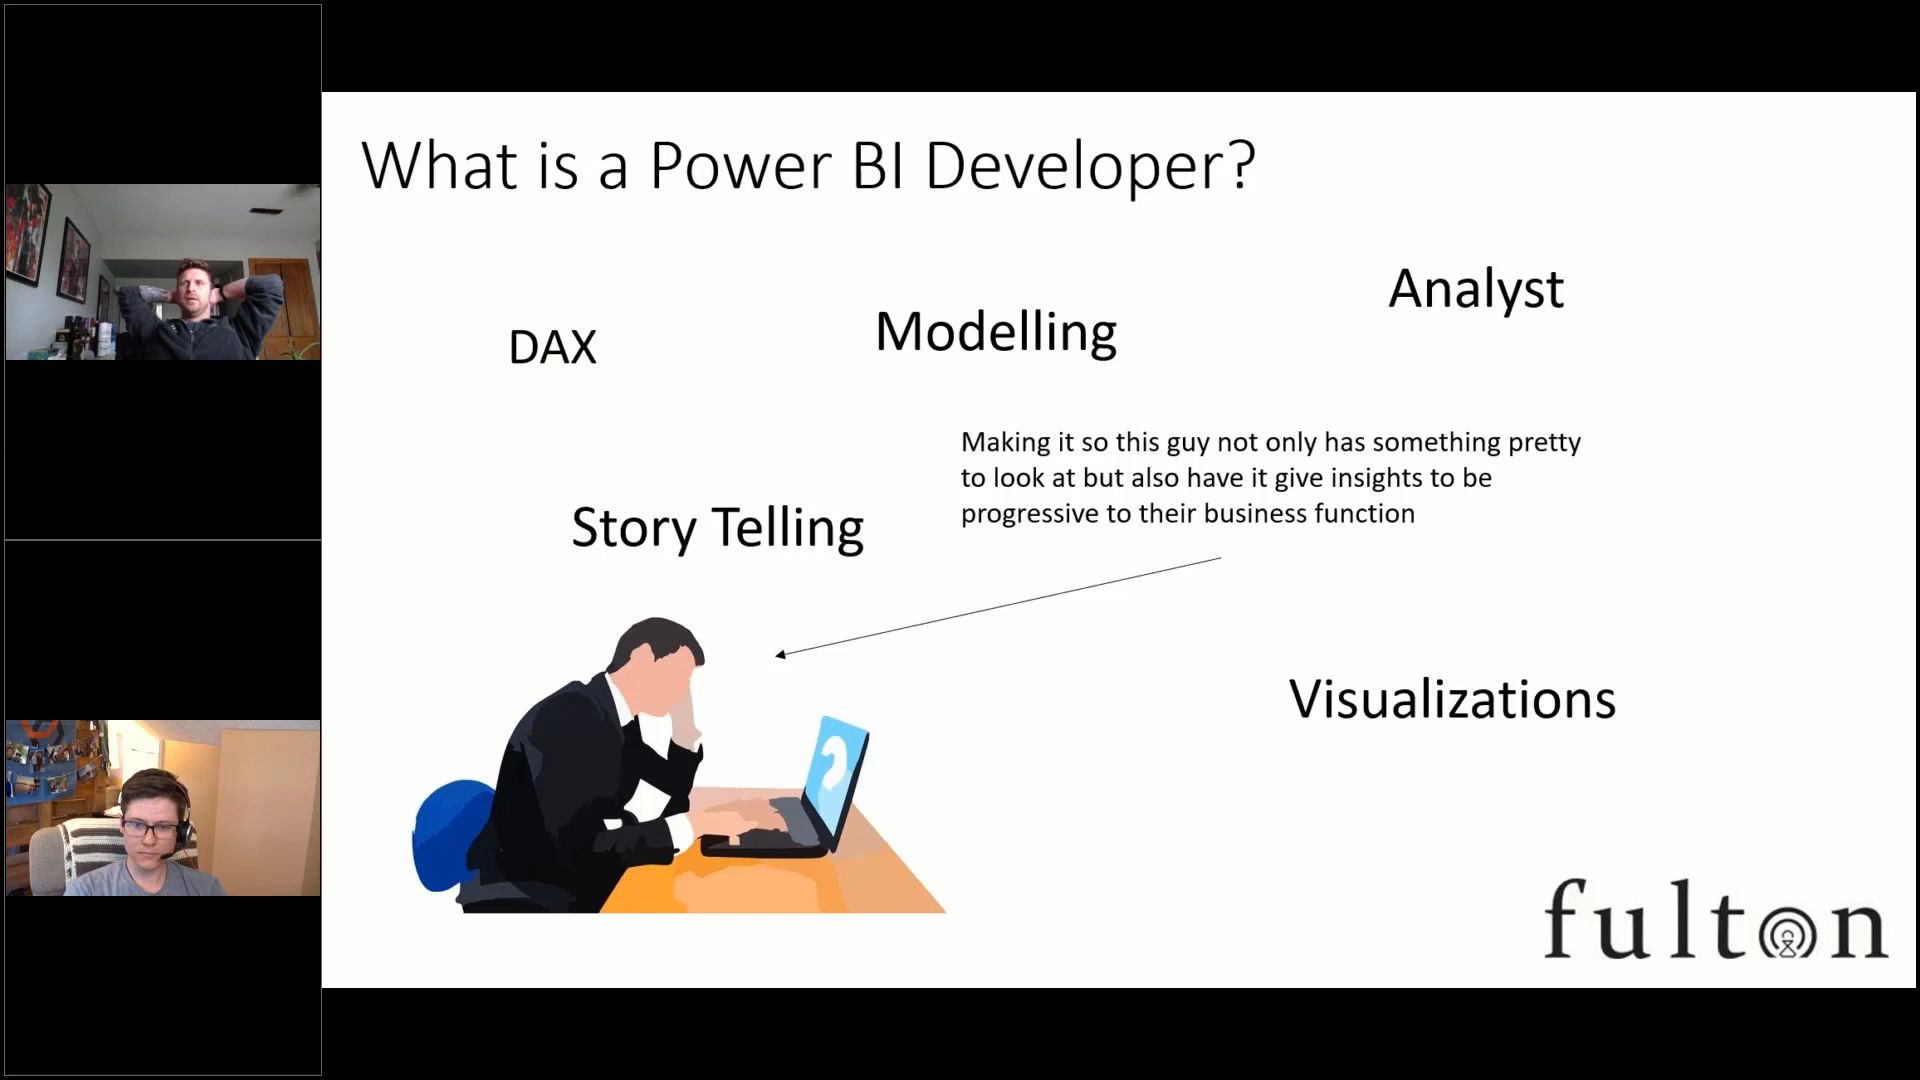 What is a Power BI Developer?
Analyst
Modelling
DAX
Making it so this guy not only has something pretty
to look at but also have it give insights to be
progressive to their business function
Story Telling
Visualizations
?
fulton